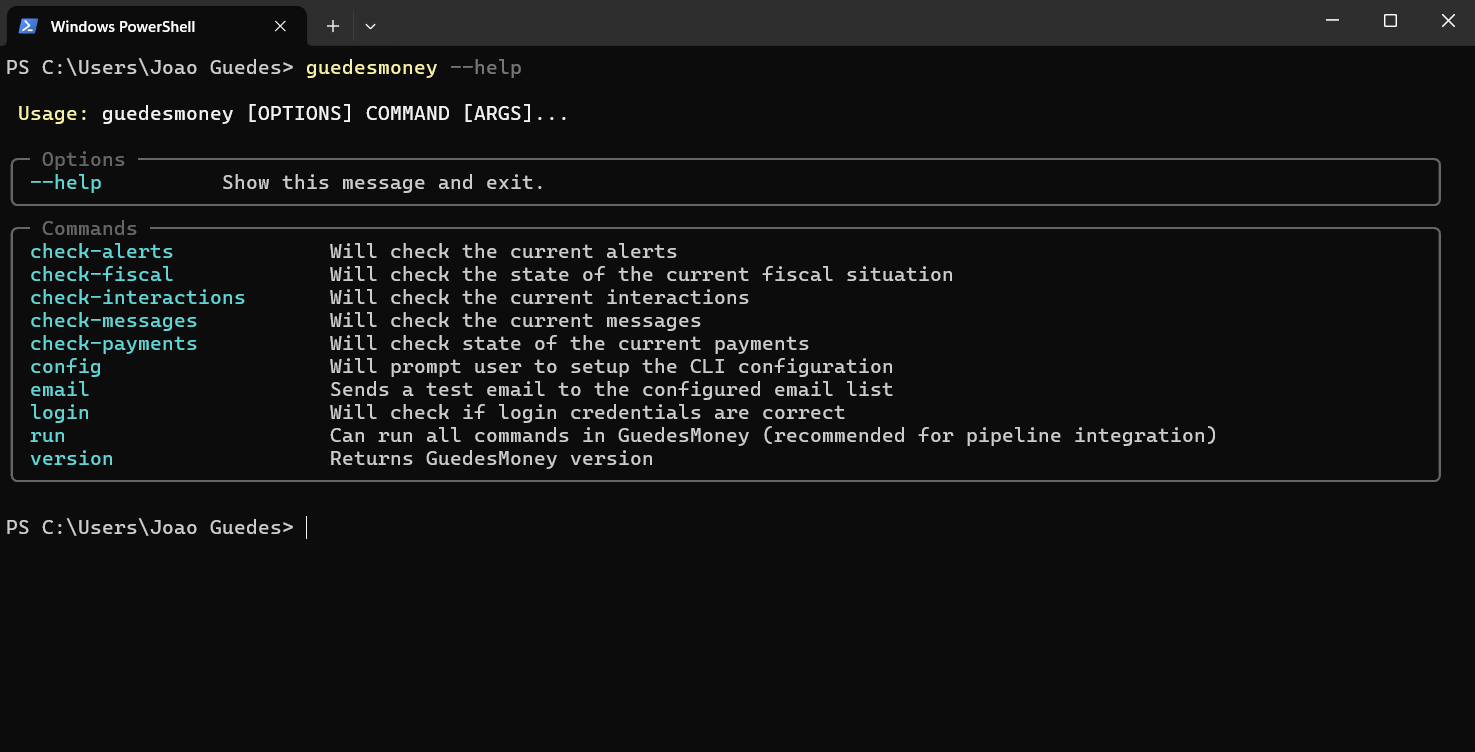 Windows PowerShell
PS C:\Users\Joao Guedes> guedesmoney --help
Usage: guedesmoney [OPTIONS] COMMAND [ARGS]...
Options
--help Show this message and exit.
Commands
check-alerts Will check the current alerts
check-fiscal Will check the state of the current fiscal situation
check-interactions Will check the current interactions
check-messages Will check the current messages
check-payments Will check state of the current payments
config Will prompt user to setup the CLI configuration
email Sends a test email to the configured email list
login Will check if login credentials are correct
run Can run all commands in GuedesMoney (recommended for pipeline integration)
version Returns GuedesMoney version
PS C:\Users\Joao Guedes>